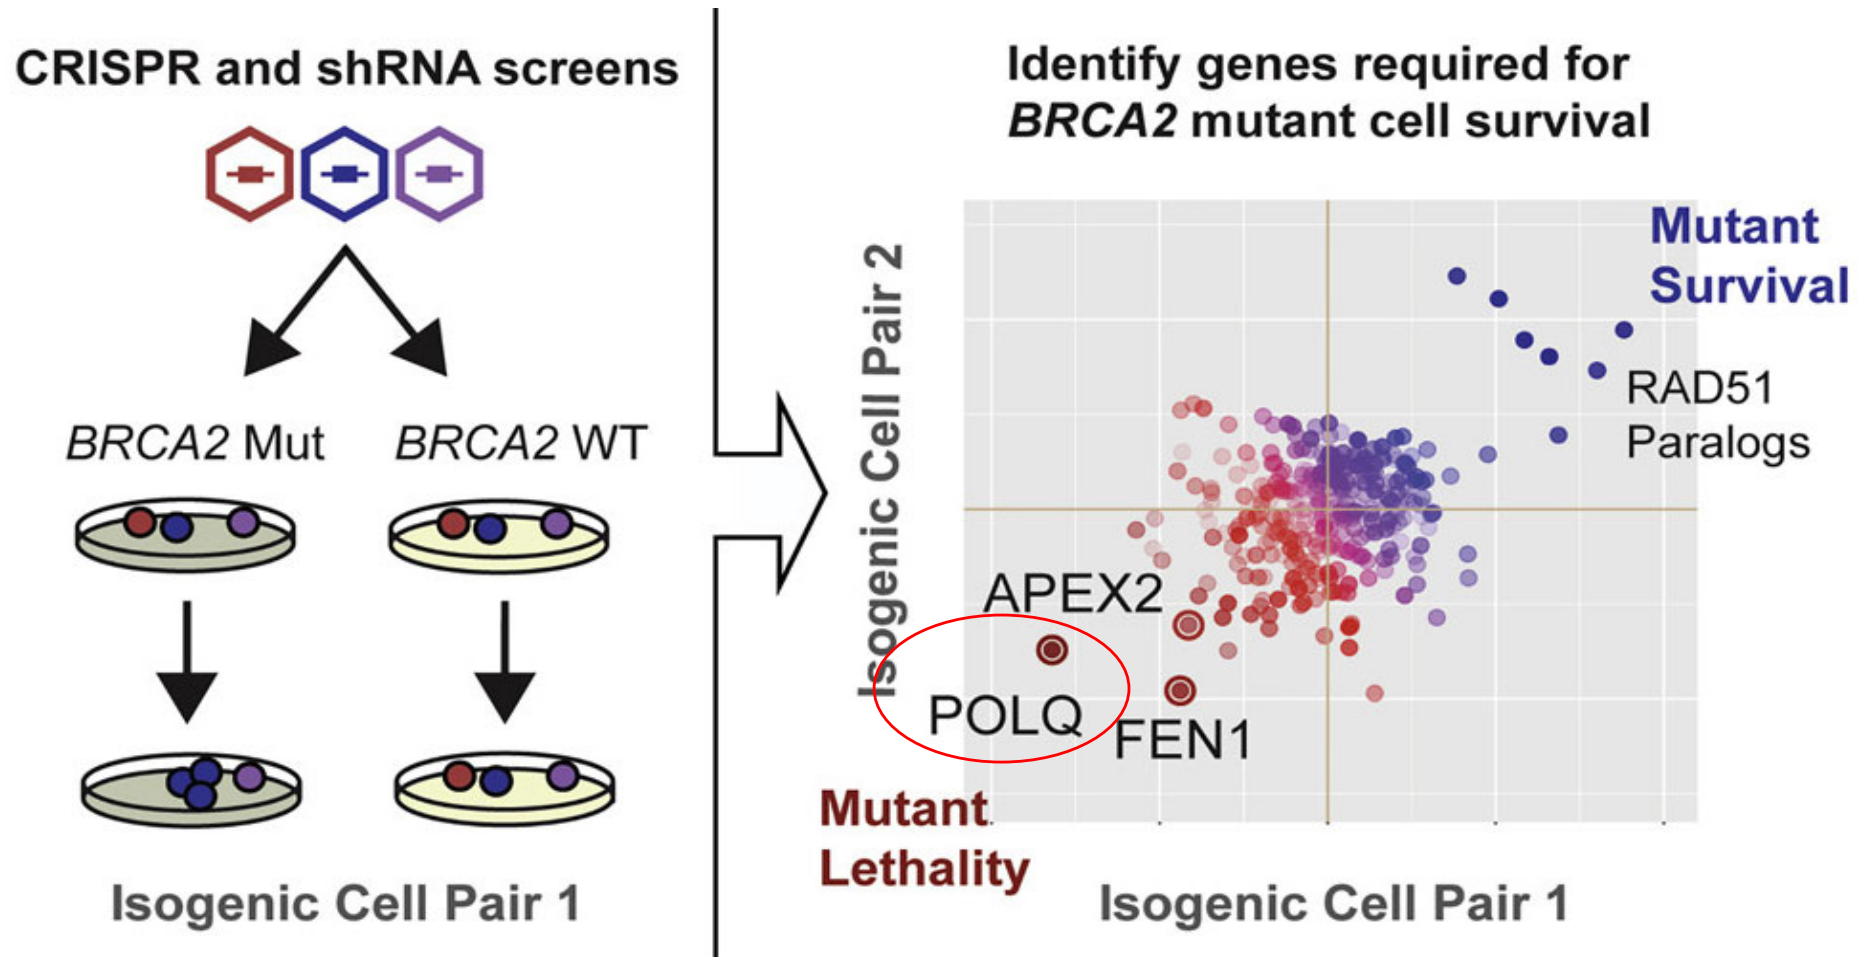 CRISPR and shRNA screens
BRCA2 Mut
BRCA2 WT
Isogenic Cell Pair 1
Identify genes required for
BRCA2 mutant cell survival
Isogenic Cell Pair 2
Mutant
Survival
RAD51
Paralogs
APEX2
POLQ
FEN1
Mutant
Lethality
Isogenic Cell Pair 1